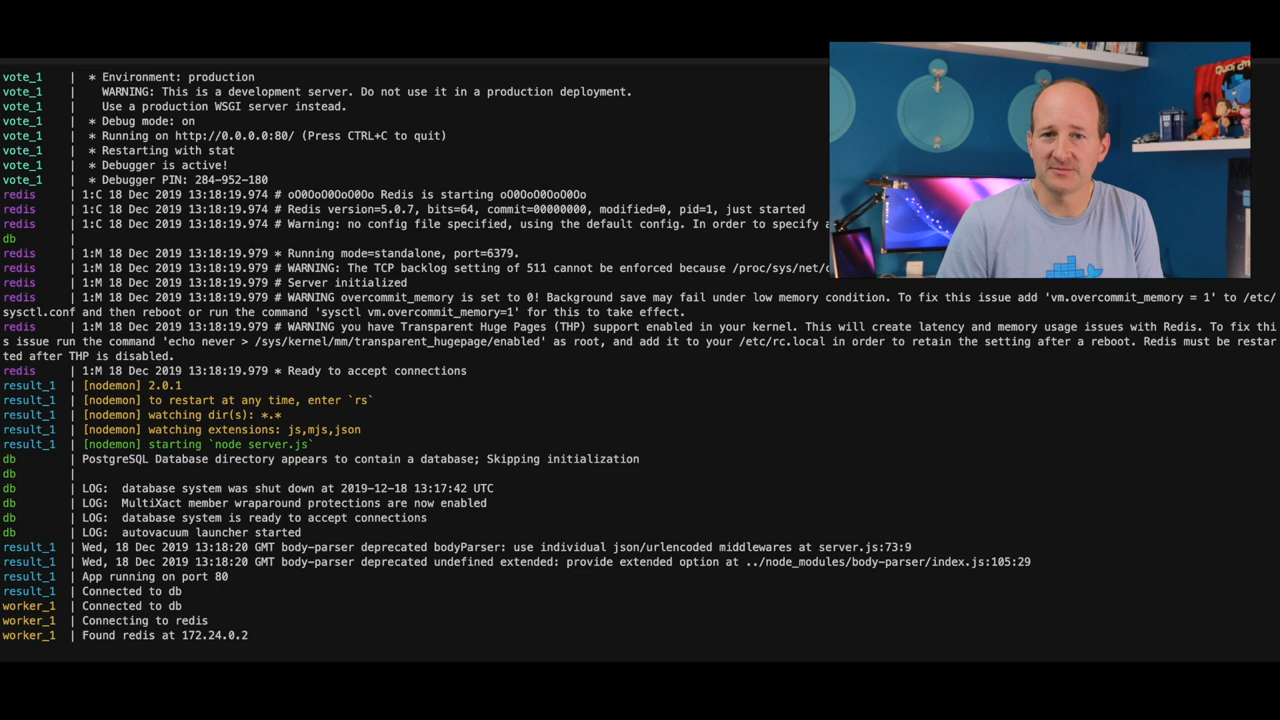 vote_1 | * Environment: production
vote_1 | WARNING: This is a development server. Do not use it in a production deployment.
vote_1 | Use a production WSGI server instead.
vote_1 | * Debug mode: on
vote_1 | * Running on http://0.0.0.0:80/ (Press CTRL+C to quit)
vote_1 | * Restarting with stat
vote_1 | * Debugger is active!
vote_1 | * Debugger PIN: 284-952-180
redis | 1:C 18 Dec 2019 13:18:19.974 # oO0OoO0OoO0Oo Redis is starting oO0OoO0OoO0Oo
redis | 1:C 18 Dec 2019 13:18:19.974 # Redis version=5.0.7, bits=64, commit=00000000, modified=0, pid=1, just started
redis | 1:C 18 Dec 2019 13:18:19.974 # Warning: no config file specified, using the default config. In order to specify a
db |
redis | 1:M 18 Dec 2019 13:18:19.979 * Running mode=standalone, port=6379.
redis | 1:M 18 Dec 2019 13:18:19.979 # WARNING: The TCP backlog setting of 511 cannot be enforced because /proc/sys/net/
redis | 1:M 18 Dec 2019 13:18:19.979 # Server initialized
redis | 1:M 18 Dec 2019 13:18:19.979 # WARNING overcommit_memory is set to 0! Background save may fail under low memory condition. To fix this issue add 'vm.overcommit_memory = 1' to /etc/
sysctl.conf and then reboot or run the command 'sysctl vm.overcommit_memory=1' for this to take effect.
redis | 1:M 18 Dec 2019 13:18:19.979 # WARNING you have Transparent Huge Pages (THP) support enabled in your kernel. This will create latency and memory usage issues with Redis. To fix thi
s issue run the command 'echo never > /sys/kernel/mm/transparent_hugepage/enabled' as root, and add it to your /etc/rc.local in order to retain the setting after a reboot. Redis must be restar
ted after THP is disabled.
redis | 1:M 18 Dec 2019 13:18:19.979 * Ready to accept connections
result_1 | [nodemon] 2.0.1
result_1 | [nodemon] to restart at any time, enter `rs`
result_1 | [nodemon] watching dir(s): *.*
result_1 | [nodemon] watching extensions: js,mjs,json
result_1 | [nodemon] starting `node server.js`
db | PostgreSQL Database directory appears to contain a database; Skipping initialization
db |
db | LOG: database system was shut down at 2019-12-18 13:17:42 UTC
db | LOG: MultiXact member wraparound protections are now enabled
db | LOG: database system is ready to accept connections
db | LOG: autovacuum launcher started
result_1 | Wed, 18 Dec 2019 13:18:20 GMT body-parser deprecated bodyParser: use individual json/urlencoded middlewares at server.js:73:9
result_1 | Wed, 18 Dec 2019 13:18:20 GMT body-parser deprecated undefined extended: provide extended option at ../node_modules/body-parser/index.js:105:29
result_1 | App running on port 80
result_1 | Connected to db
worker_1 | Connected to db
worker_1 | Connecting to redis
worker_1 | Found redis at 172.24.0.2